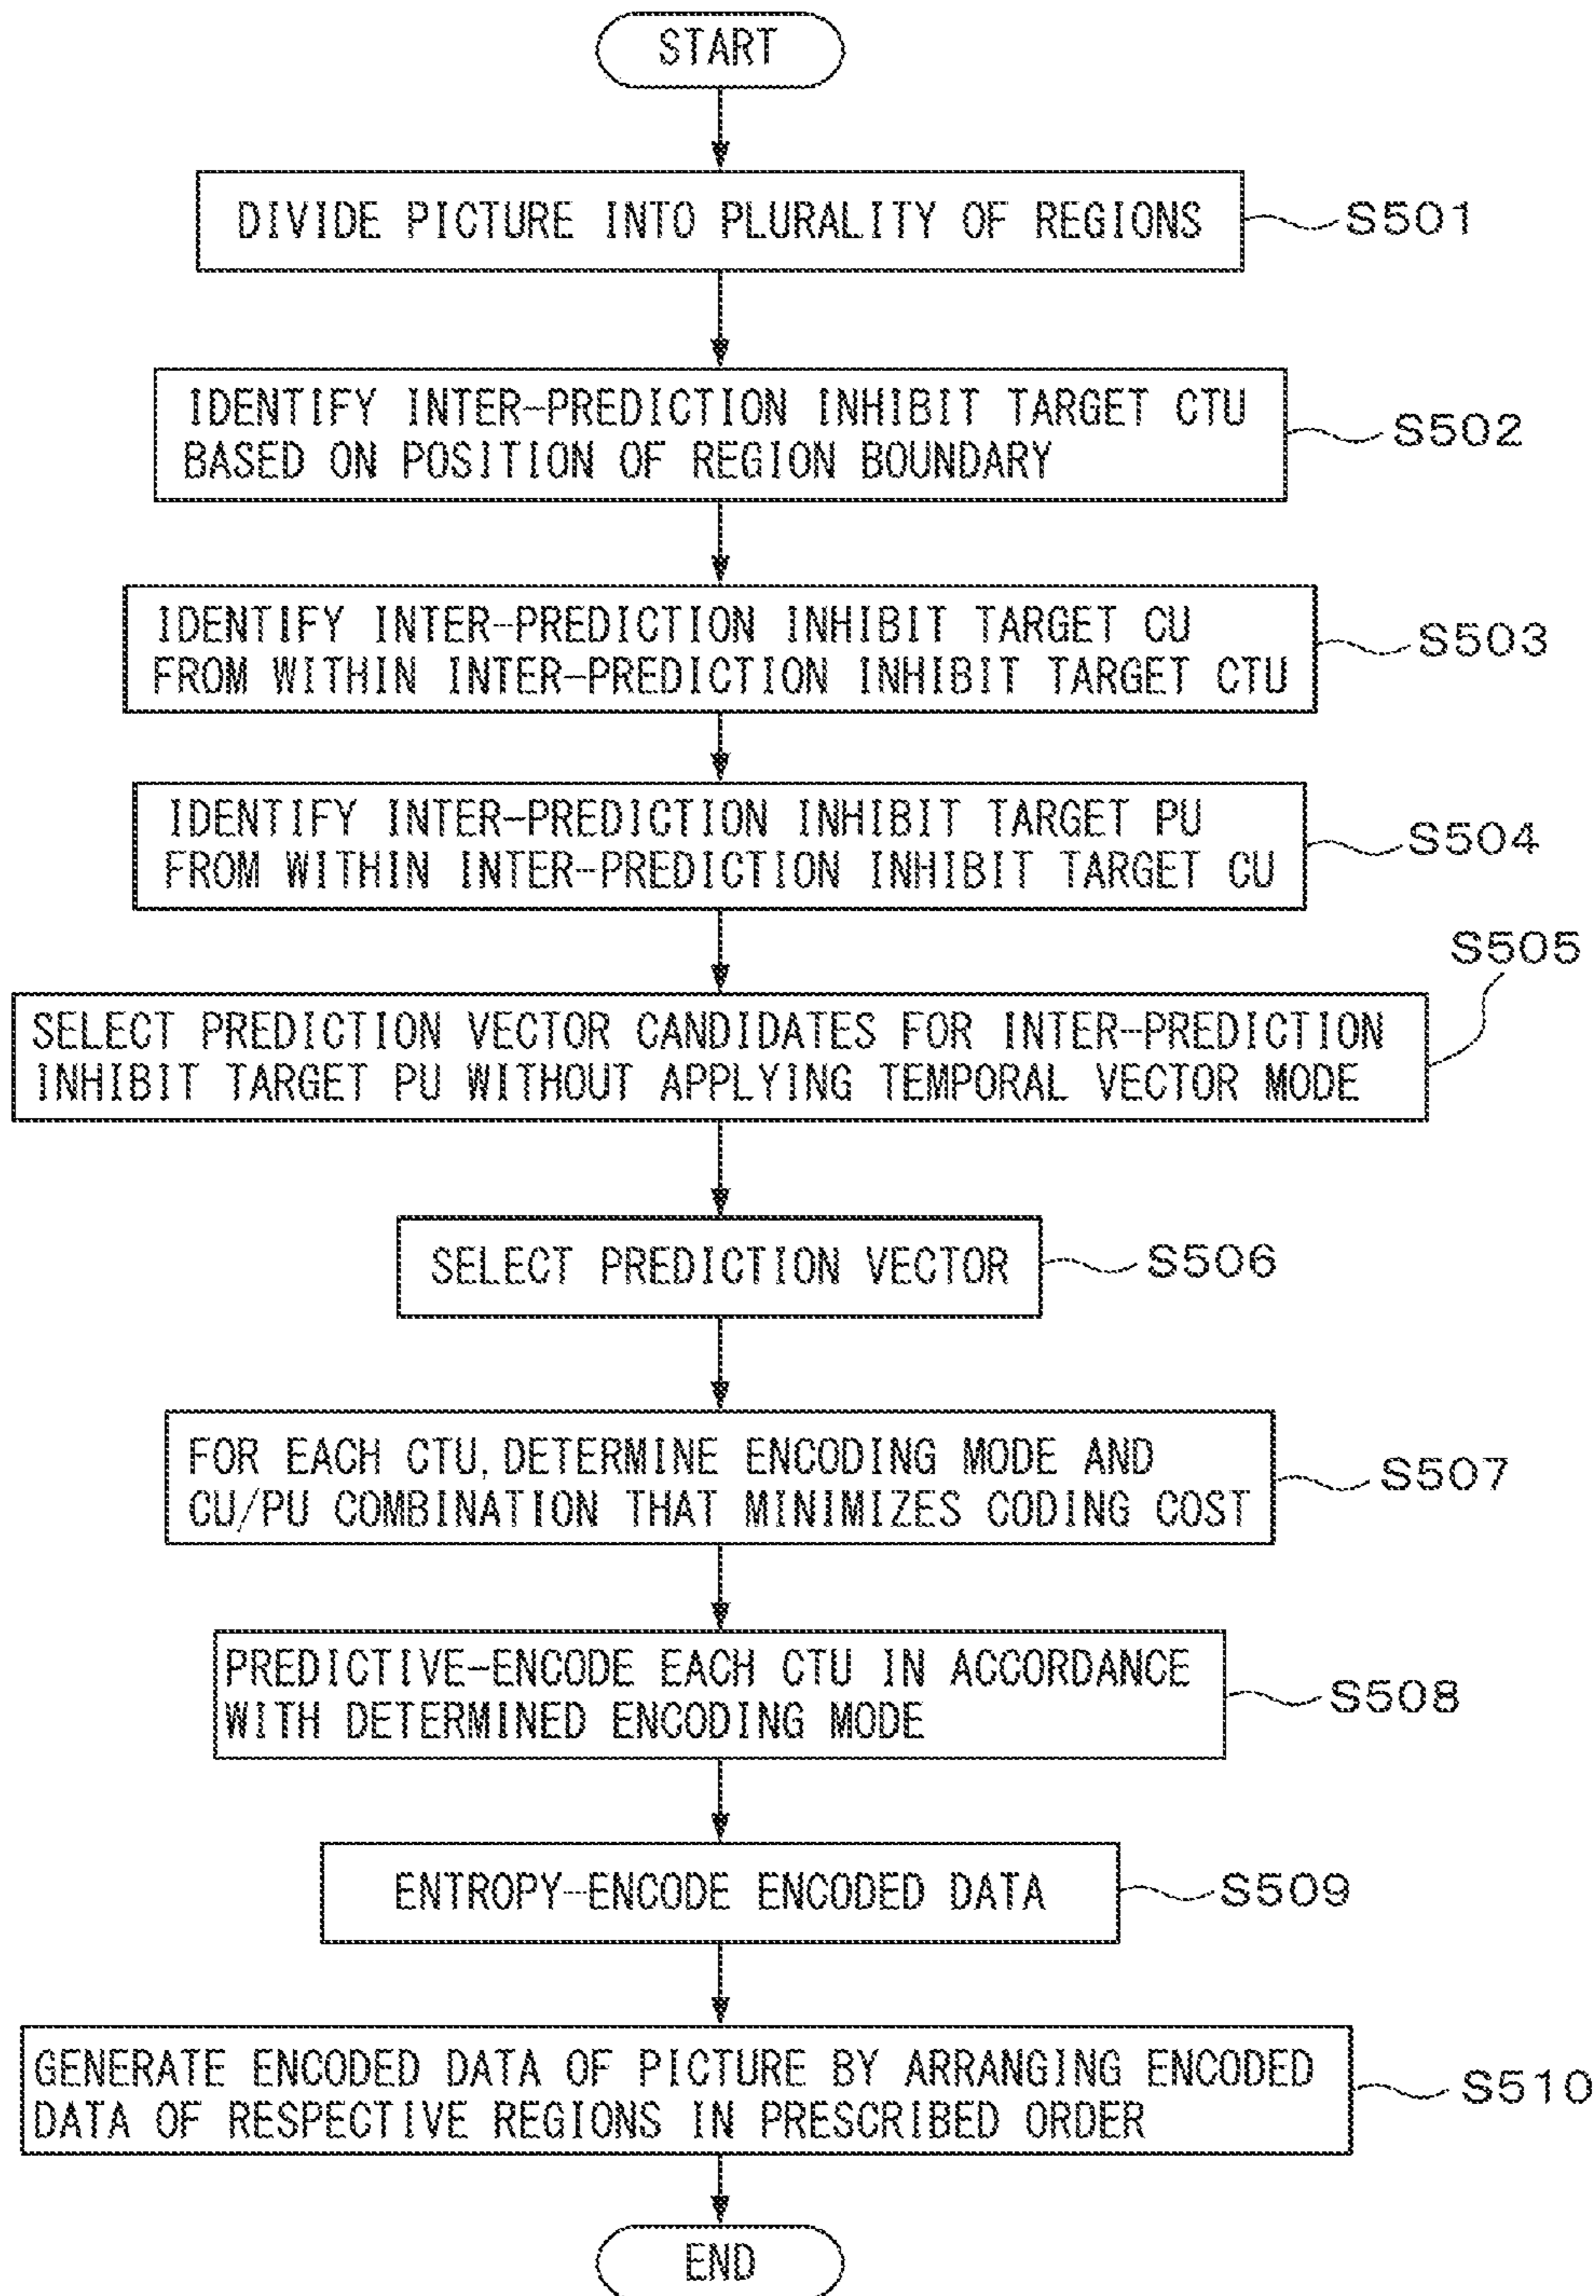 START
DIVIDE PICTURE INTO PLURALITY OF REGIONS
S501
IDENTIFY INTER-PREDICTION INHIBIT TARGET CTU
BASED ON POSITION OF REGION BOUNDARY
S502
IDENTIFY INTER-PREDICTION INHIBIT TARGET CU
FROM WITHIN INTER-PREDICTION INHIBIT TARGET CTU
S503
IDENTIFY INTER-PREDICTION INHIBIT TARGET PU
FROM WITHIN INTER-PREDICTION INHIBIT TARGET CU
S504
SELECT PREDICTION VECTOR CANDIDATES FOR INTER-PREDICTION
INHIBIT TARGET PU WITHOUT APPLYING TEMPORAL VECTOR MODE
S505
SELECT PREDICTION VECTOR
S506
FOR EACH CTU, DETERMINE ENCODING MODE AND
CU/PU COMBINATION THAT MINIMIZES CODING COST
S507
PREDICTIVE-ENCODE EACH CTU IN ACCORDANCE
WITH DETERMINED ENCODING MODE
S508
ENTROPY-ENCODE ENCODED DATA
S509
GENERATE ENCODED DATA OF PICTURE BY ARRANGING ENCODED
DATA OF RESPECTIVE REGIONS IN PRESCRIBED ORDER
S510
END